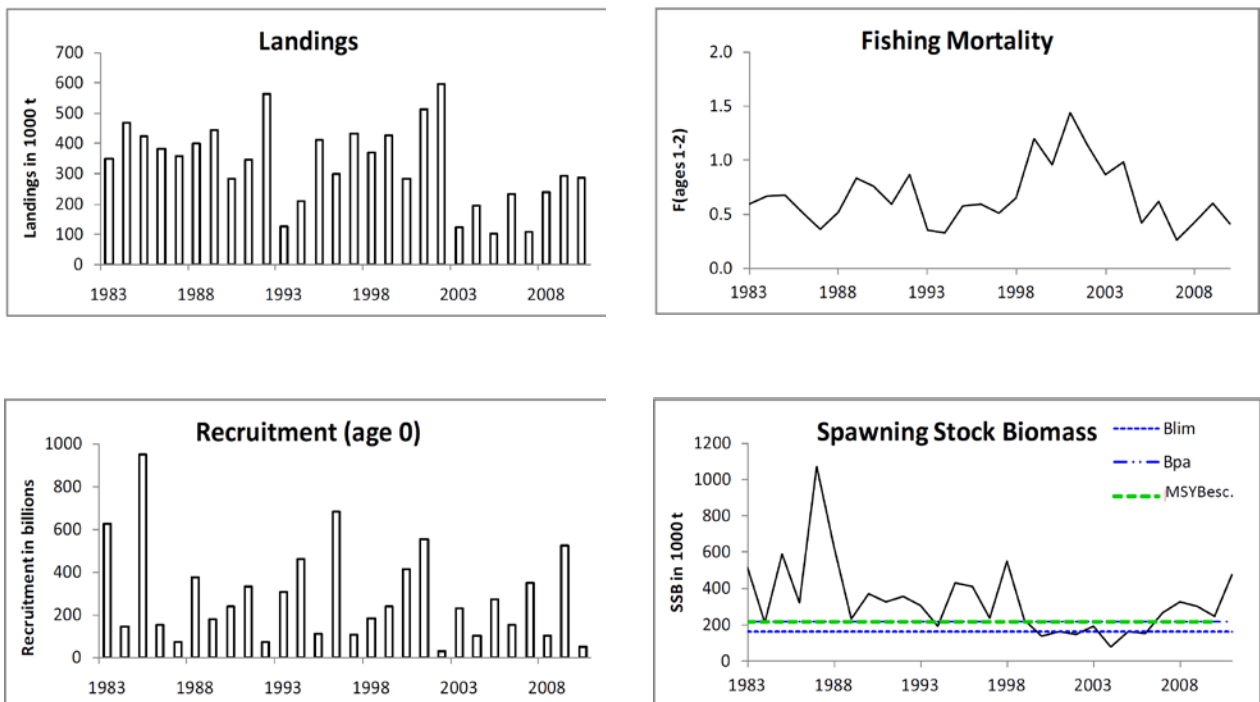 Landings
Landings in 1000 t
700
600
500
400
300
200
100
0
1983 1988 1993 1998 2003 2008
Fishing Mortality
F(ages 1-2)
2.0
1.5
1.0
0.5
0.0
1983 1988 1993 1998 2003 2008
Recruitment (age 0)
Recruitment in billions
1000
800
600
400
200
0
1983 1988 1993 1998 2003 2008
Spawning Stock Biomass
SSB in 1000 t
1200
1000
800
600
400
200
0
1983 1988 1993 1998 2003 2008
Blim
Bpa
MSYBesc.